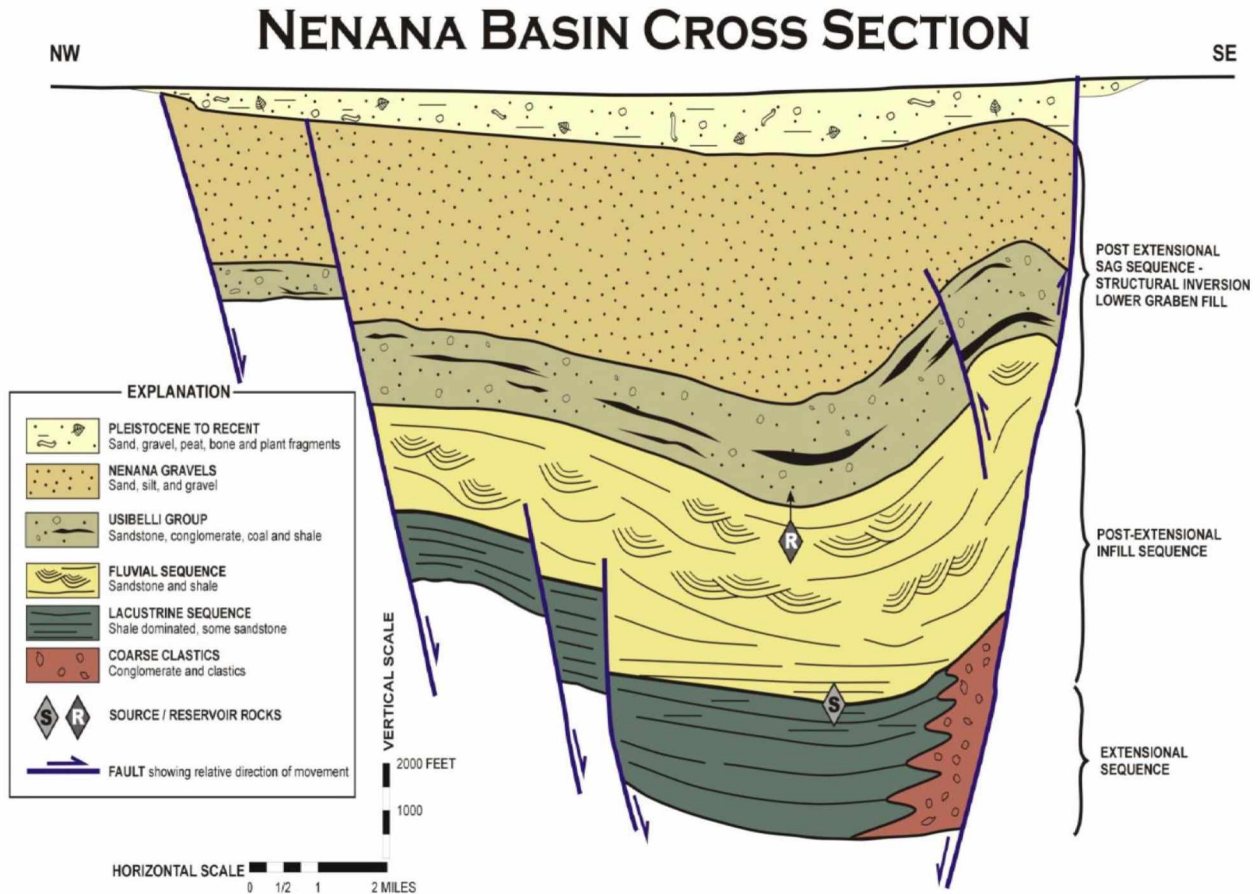 NENANA BASIN CROSS SECTION
NW
SE
POST EXTENSIONAL
SAG SEQUENCE -
STRUCTURAL INVERSION
LOWER GRABEN FILL
POST-EXTENSIONAL
INFILL SEQUENCE
EXTENSIONAL
SEQUENCE
R
S
EXPLANATION
PLEISTOCENE TO RECENT
Sand, gravel, peat, bone and plant fragments
NENANA GRAVELS
Sand, silt, and gravel
USIBELLI GROUP
Sandstone, conglomerate, coal and shale
FLUVIAL SEQUENCE
Sandstone and shale
LACUSTRINE SEQUENCE
Shale dominated, some sandstone
COARSE CLASTICS
Conglomerate and clastics
S R SOURCE / RESERVOIR ROCKS
FAULT showing relative direction of movement
VERTICAL SCALE
2000 FEET
1000
HORIZONTAL SCALE
0 1/2 1 2 MILES